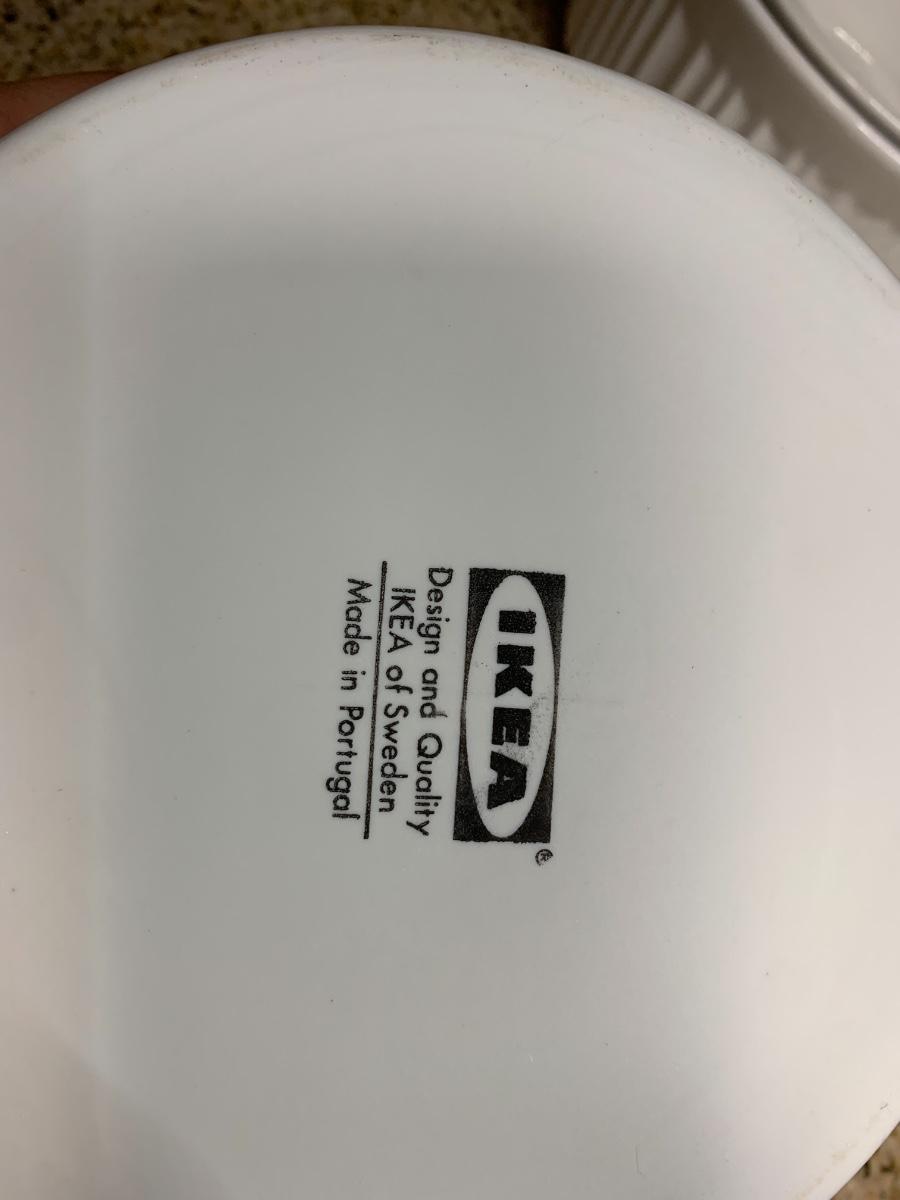 IKEA®
Design and Quality
IKEA of Sweden
Made in Portugal